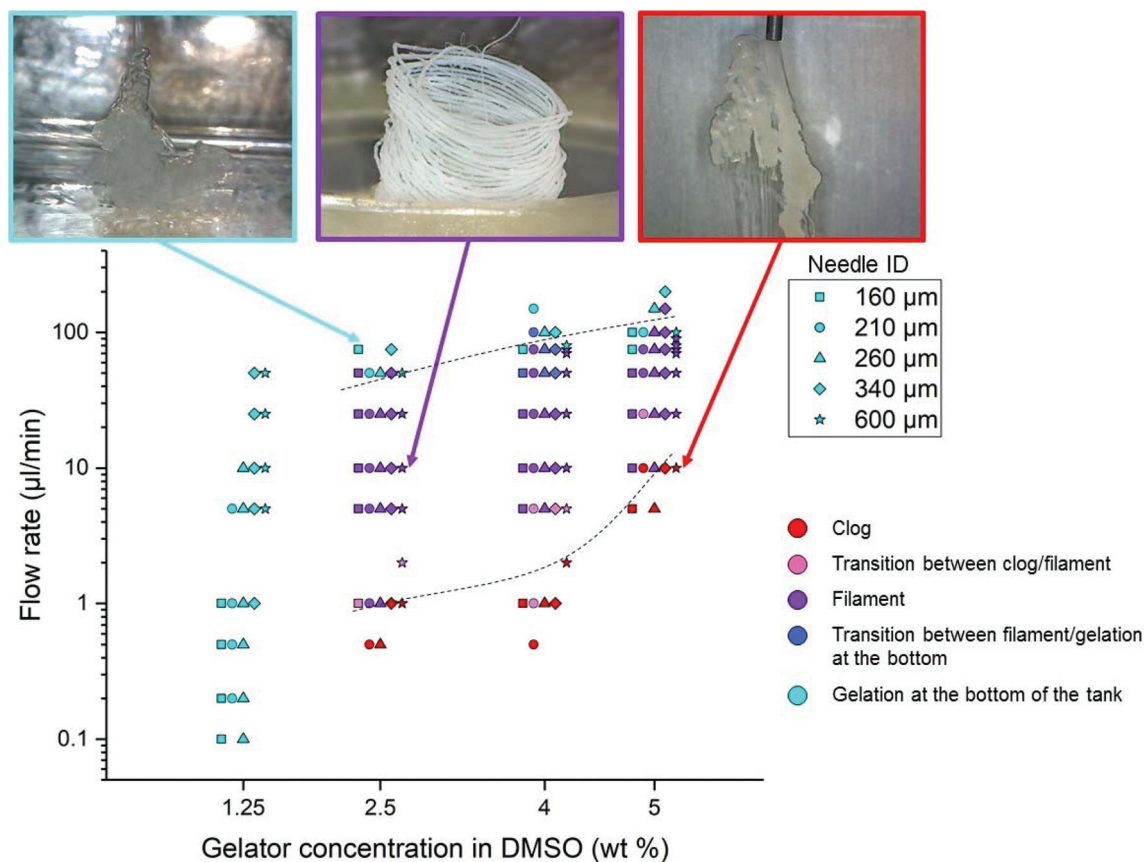 Needle ID
160 µm
210 µm
260 µm
340 µm
600 µm
Clog
Transition between clog/filament
Filament
Transition between filament/gelation
at the bottom
Gelation at the bottom of the tank
Flow rate (µl/min)
100
10
1
0.1
1.25
2.5
4
5
Gelator concentration in DMSO (wt %)